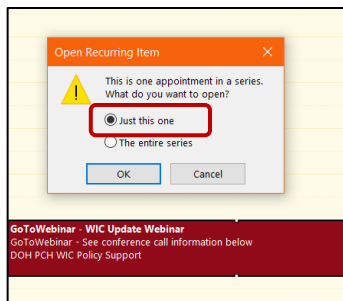 Open Recurring Item
This is one appointment in a series.
What do you want to open?
Just this one
The entire series
OK
Cancel
GoToWebinar - WIC Update Webinar
GoToWebinar - See conference call information below
DOH PCH WIC Policy Support